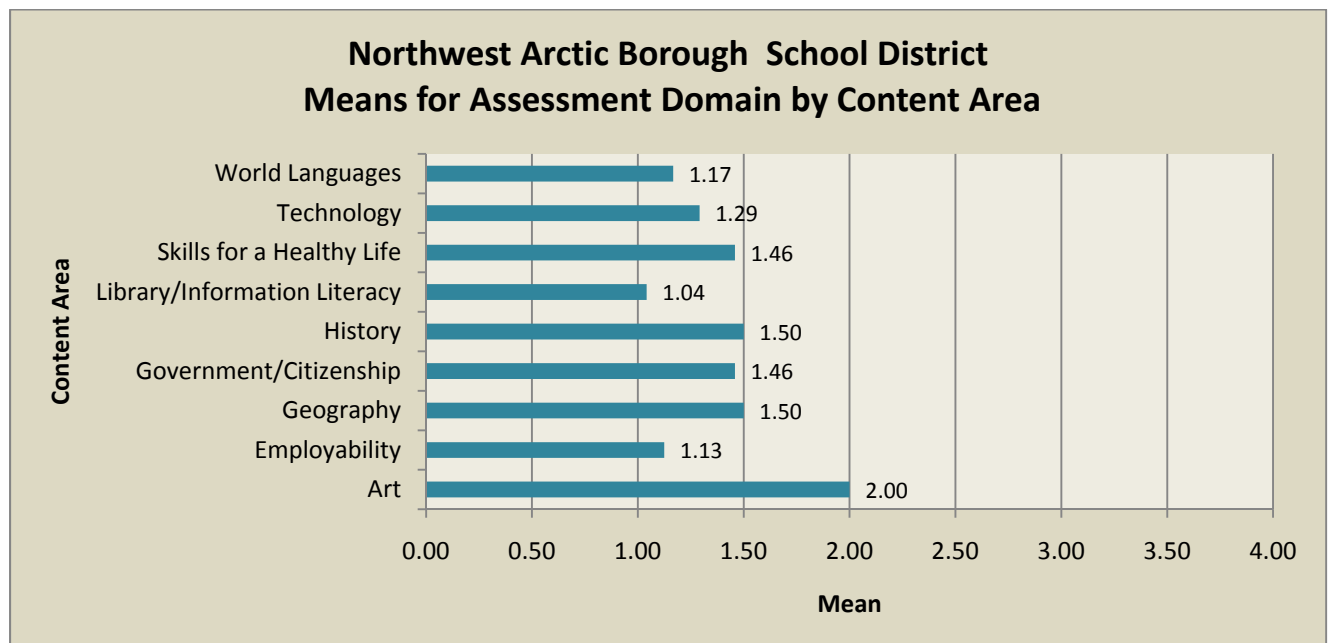 Northwest Arctic Borough  School District
Means for Assessment Domain by Content Area
Content Area
World Languages 1.17
Technology 1.29
Skills for a Healthy Life 1.46
Library/Information Literacy 1.04
History 1.50
Government/Citizenship 1.46
Geography 1.50
Employability 1.13
Art 2.00
0.00 0.50 1.00 1.50 2.00 2.50 3.00 3.50 4.00
Mean